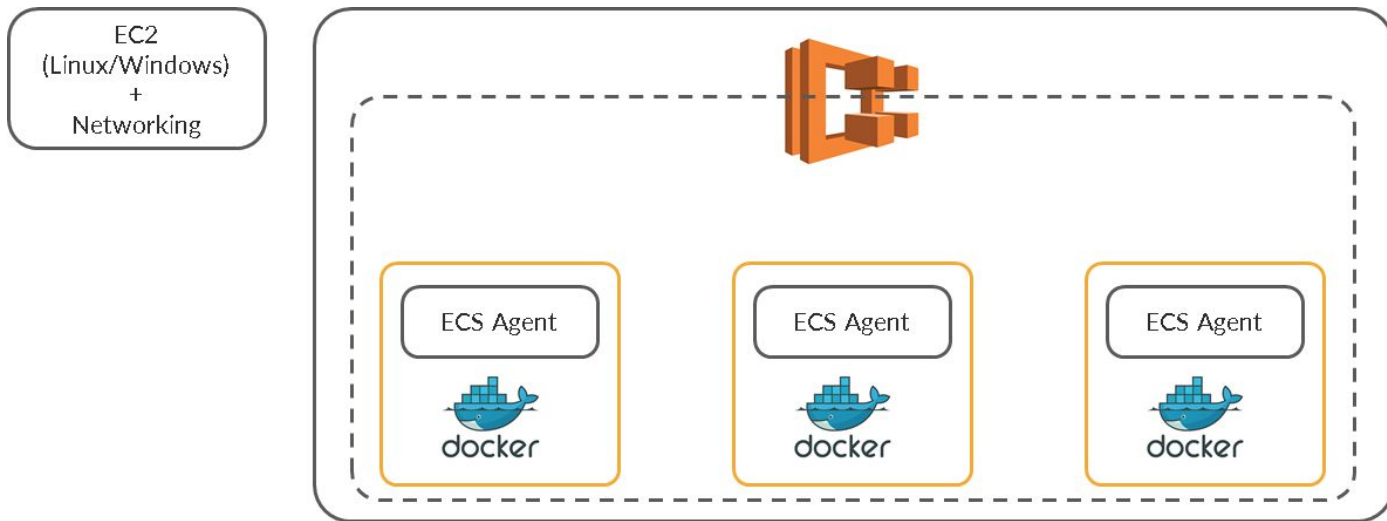 EC2
(Linux/Windows)
+
Networking
ECS Agent
ECS Agent
ECS Agent
docker
docker
docker